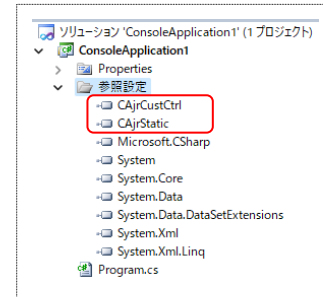 ソリューション 'ConsoleApplication1' (1 プロジェクト)
ConsoleApplication1
Properties
参照設定
CAjrCustCtrl
CAjrStatic
Microsoft.CSharp
System
System.Core
System.Data
System.Data.DataSetExtensions
System.Xml
System.Xml.Linq
Program.cs